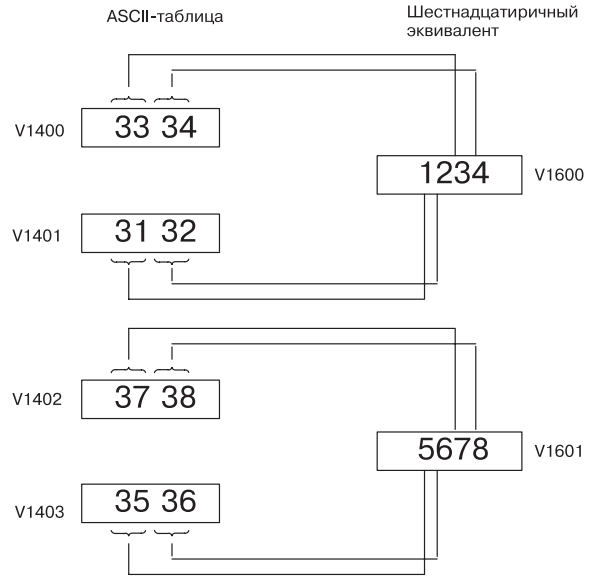 ASCII-таблица
Шестнадцатиричный
эквивалент
V1400
33 34
1234
V1600
V1401
31 32
V1402
37 38
5678
V1601
V1403
35 36